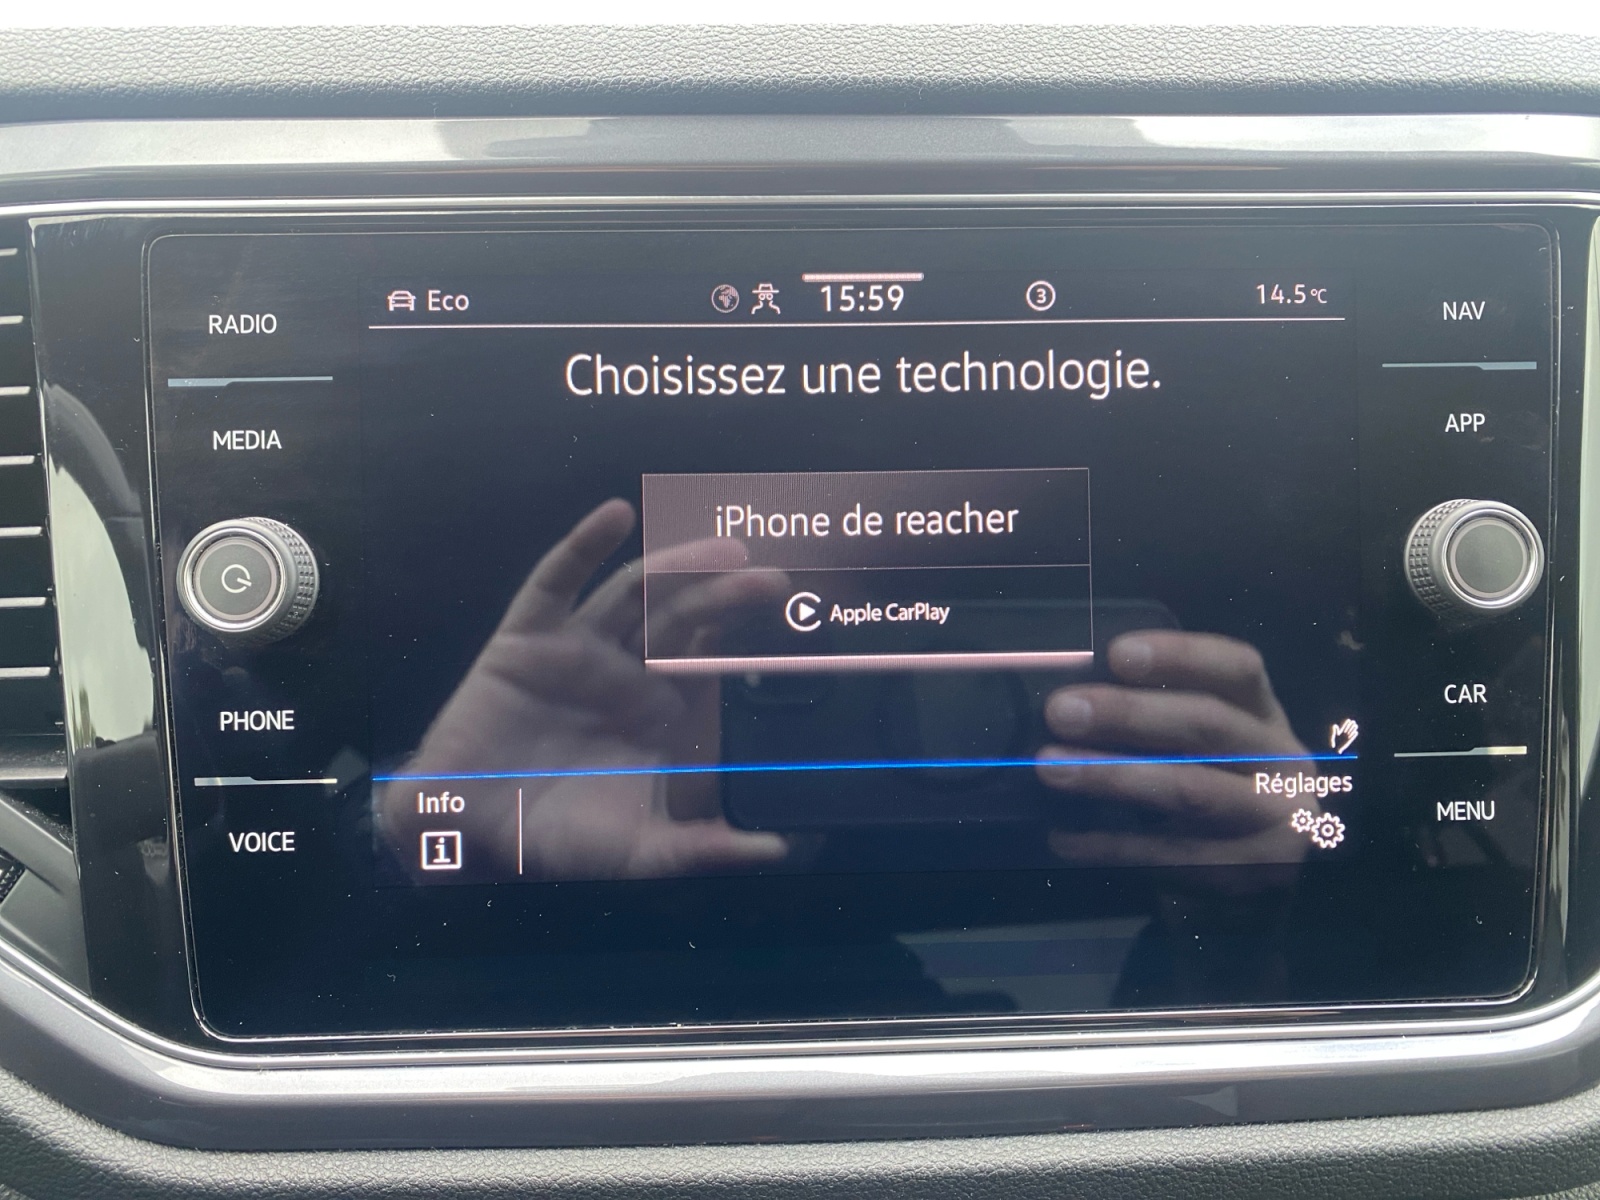 RADIO
MEDIA
PHONE
VOICE
Eco
15:59
3
14.5°C
Choisissez une technologie.
iPhone de reacher
Apple CarPlay
Info
i
Réglages
NAV
APP
CAR
MENU